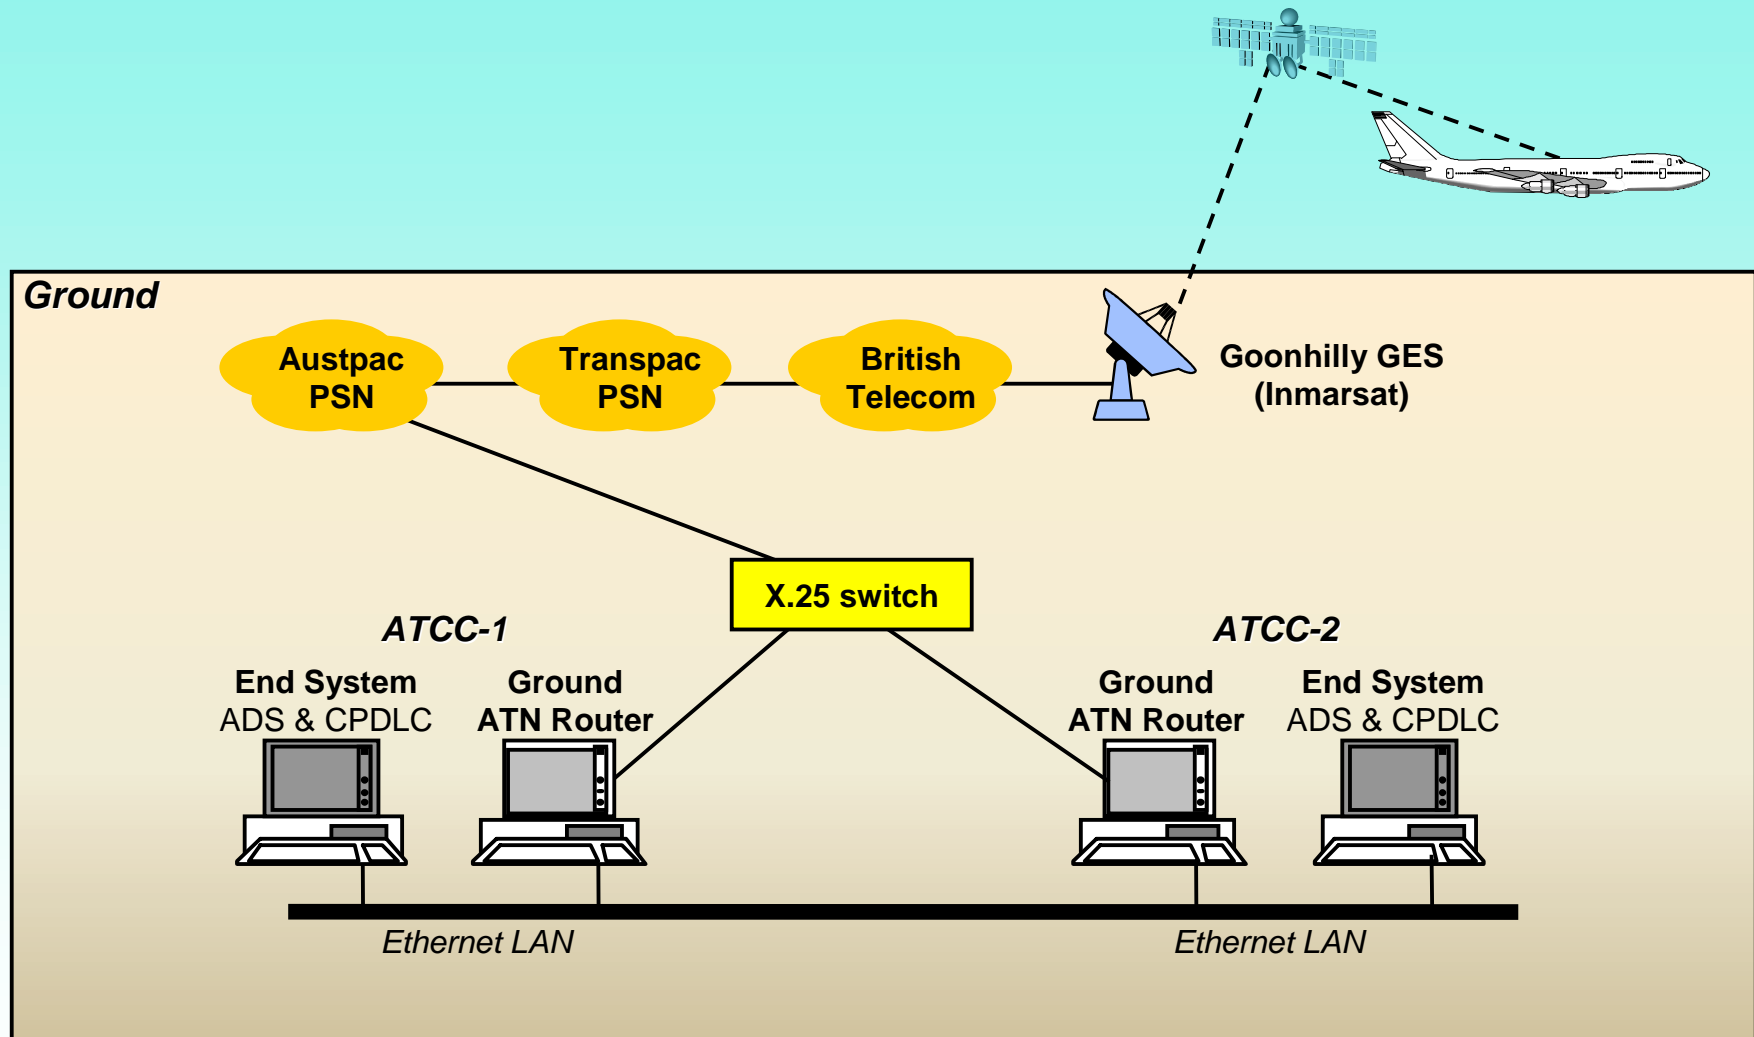 Ground
Austpac
PSN
Transpac
PSN
British
Telecom
Goonhilly GES
(Inmarsat)
X.25 switch
ATCC-1
ATCC-2
End System
ADS & CPDLC
Ground
ATN Router
Ground
ATN Router
End System
ADS & CPDLC
Ethernet LAN
Ethernet LAN